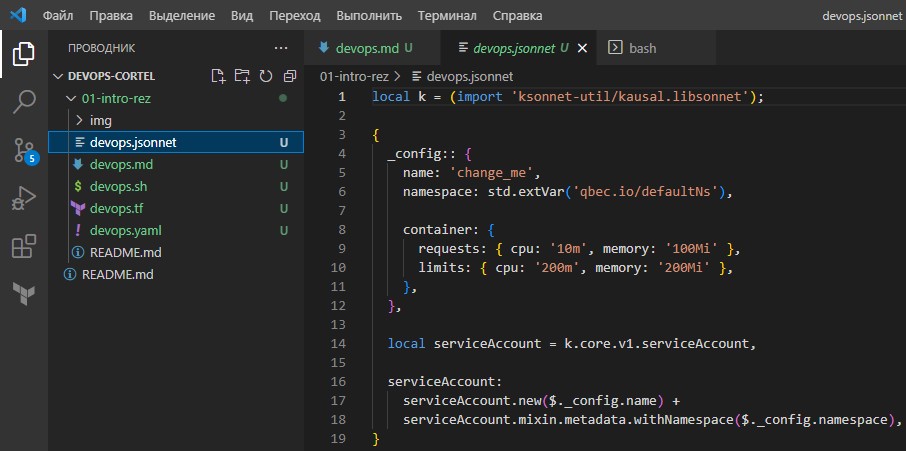 Файл Правка Выделение Вид Переход Выполнить Терминал Справка devops.jsonnet
ПРОВОДНИК ...
DEVOPS-CORTEL
01-intro-rez
img
devops.jsonnet U
devops.md U
devops.sh U
devops.tf U
devops.yaml U
README.md
README.md
5
devops.md U devops.jsonnet U bash
01-intro-rez > devops.jsonnet
1 local k = (import 'ksonnet-util/kausal.libsonnet');
2
3 {
4 _config:: {
5 name: 'change_me',
6 namespace: std.extVar('qbec.io/defaultNs'),
7
8 container: {
9 requests: { cpu: '10m', memory: '100Mi' },
10 limits: { cpu: '200m', memory: '200Mi' },
11 },
12 },
13
14 local serviceAccount = k.core.v1.serviceAccount,
15
16 serviceAccount:
17 serviceAccount.new($._config.name) +
18 serviceAccount.mixin.metadata.withNamespace($._config.namespace),
19 }